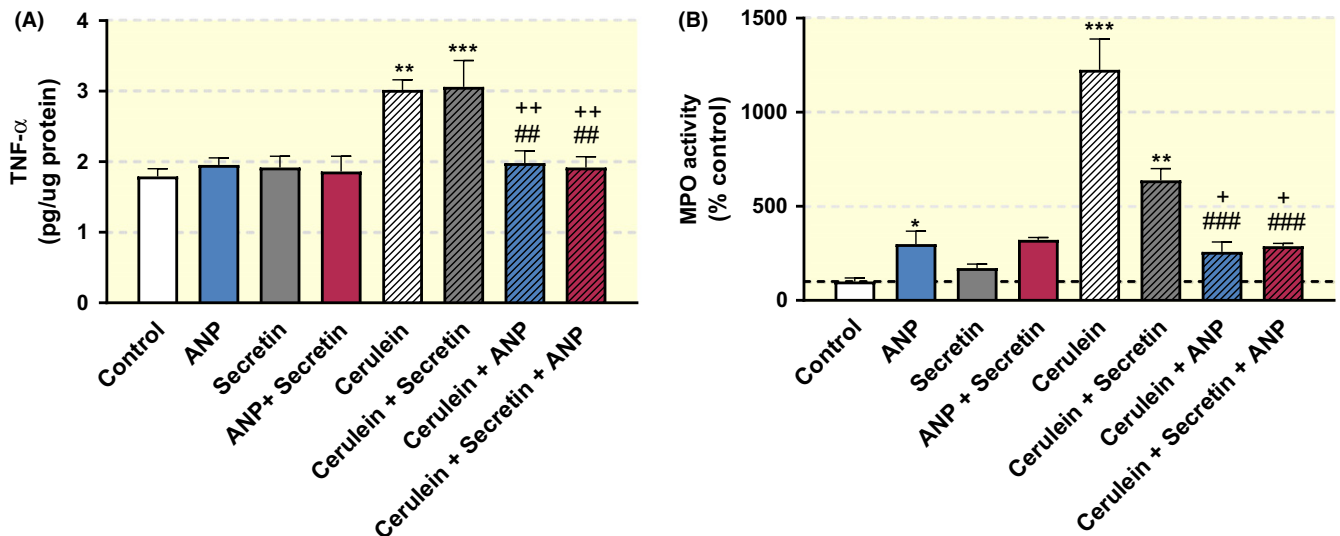 (A)
TNF-α
(pg/ug protein)
4
3
2
1
0
**
***
++
##
++
##
Control
ANP
Secretin
ANP+ Secretin
Cerulein
Cerulein + Secretin
Cerulein + ANP
Cerulein + Secretin + ANP
(B)
MPO activity
(% control)
1500
1000
500
0
*
***
**
+
###
+
###
Control
ANP
Secretin
ANP + Secretin
Cerulein
Cerulein + Secretin
Cerulein + ANP
Cerulein + Secretin + ANP